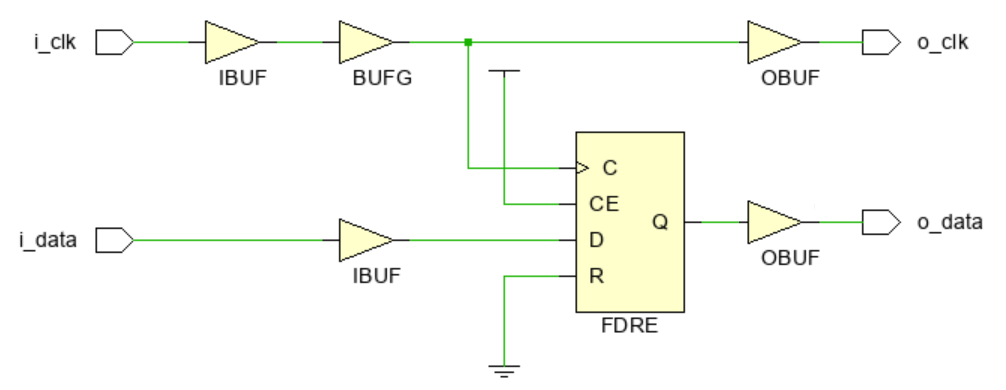 i_clk
IBUF
BUFG
OBUF
o_clk
i_data
IBUF
C
CE
D
R
Q
FDRE
OBUF
o_data